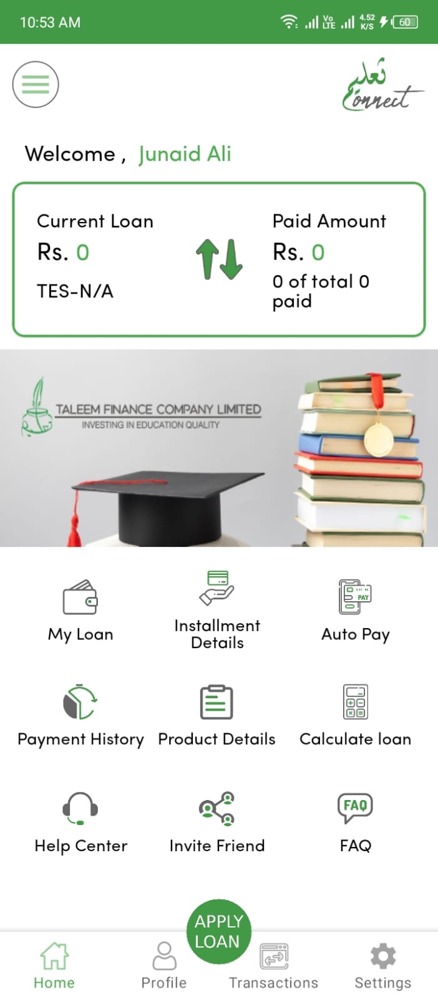 10:53 AM
Vo
LTE
4.52
K/S
60
تعلیم
Connect
Welcome , Junaid Ali
Current Loan
Rs. 0
TES-N/A
Paid Amount
Rs. 0
0 of total 0
paid
TALEEM FINANCE COMPANY LIMITED
INVESTING IN EDUCATION QUALITY
My Loan
Installment
Details
PAY
Auto Pay
Payment History
Product Details
Calculate loan
Help Center
Invite Friend
FAQ
FAQ
APPLY
LOAN
Home
Profile
Transactions
Settings